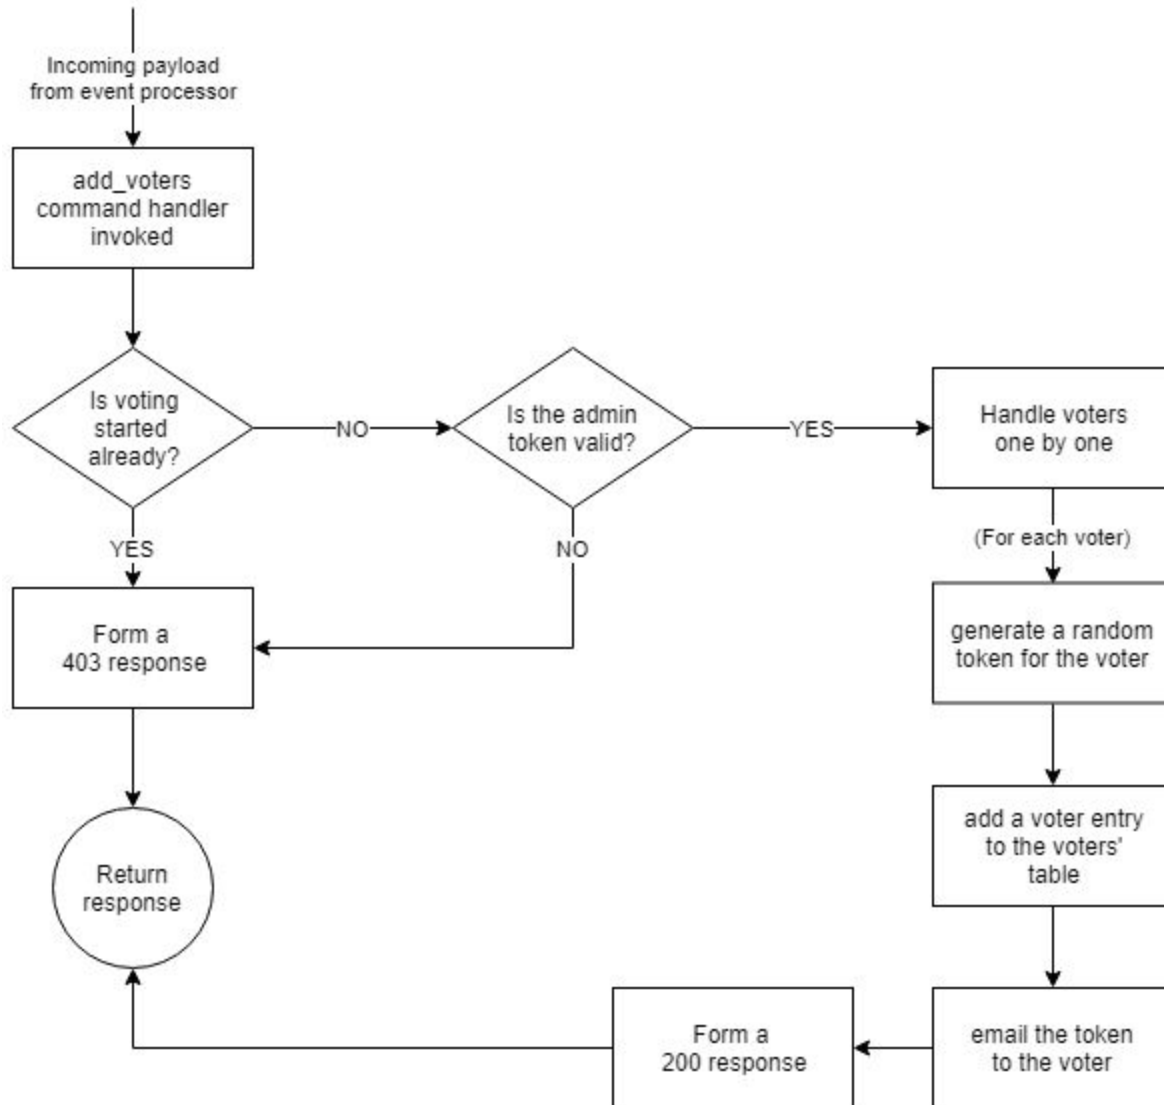 Incoming payload
from event processor
add_voters
command handler
invoked
Is voting
started
already?
NO
Is the admin
token valid?
YES
Handle voters
one by one
YES
NO
(For each voter)
Form a
403 response
generate a random
token for the voter
Return
response
add a voter entry
to the voters'
table
Form a
200 response
email the token
to the voter